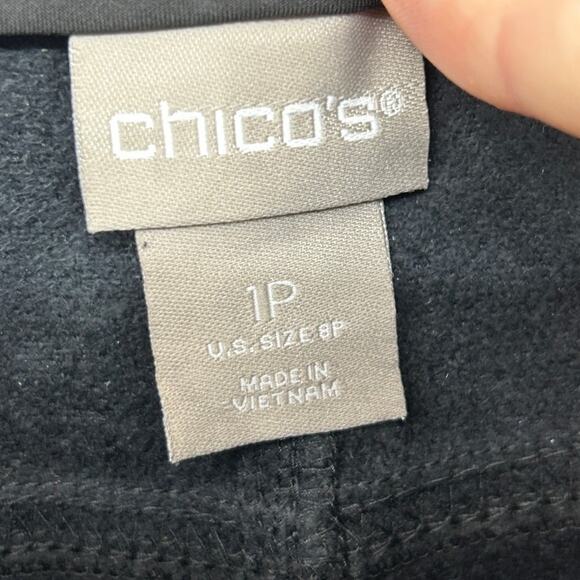 chico's®
1P
U.S. SIZE 8P
MADE IN
VIETNAM